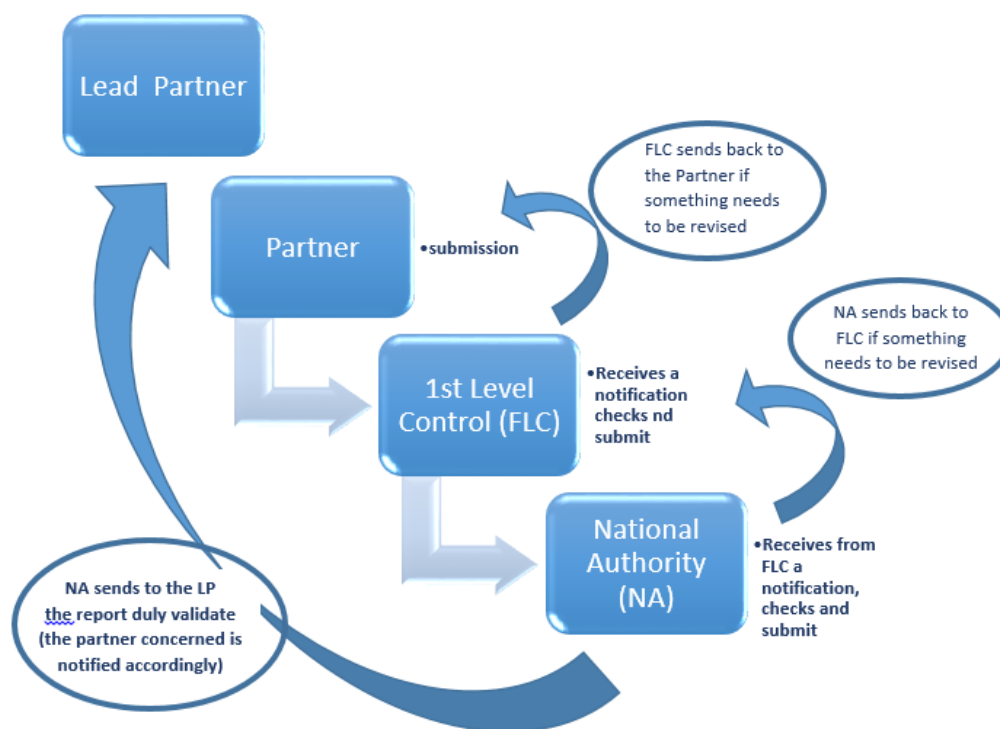 Lead Partner
FLC sends back to
the Partner if
something needs
to be revised
Partner
•submission
NA sends back to
FLC if something
needs to be revised
1st Level
Control (FLC)
•Receives a
notification
checks nd
submit
National
Authority
(NA)
•Receives from
FLC a
notification,
checks and
submit
NA sends to the LP
the report duly validate
(the partner concerned is
notified accordingly)